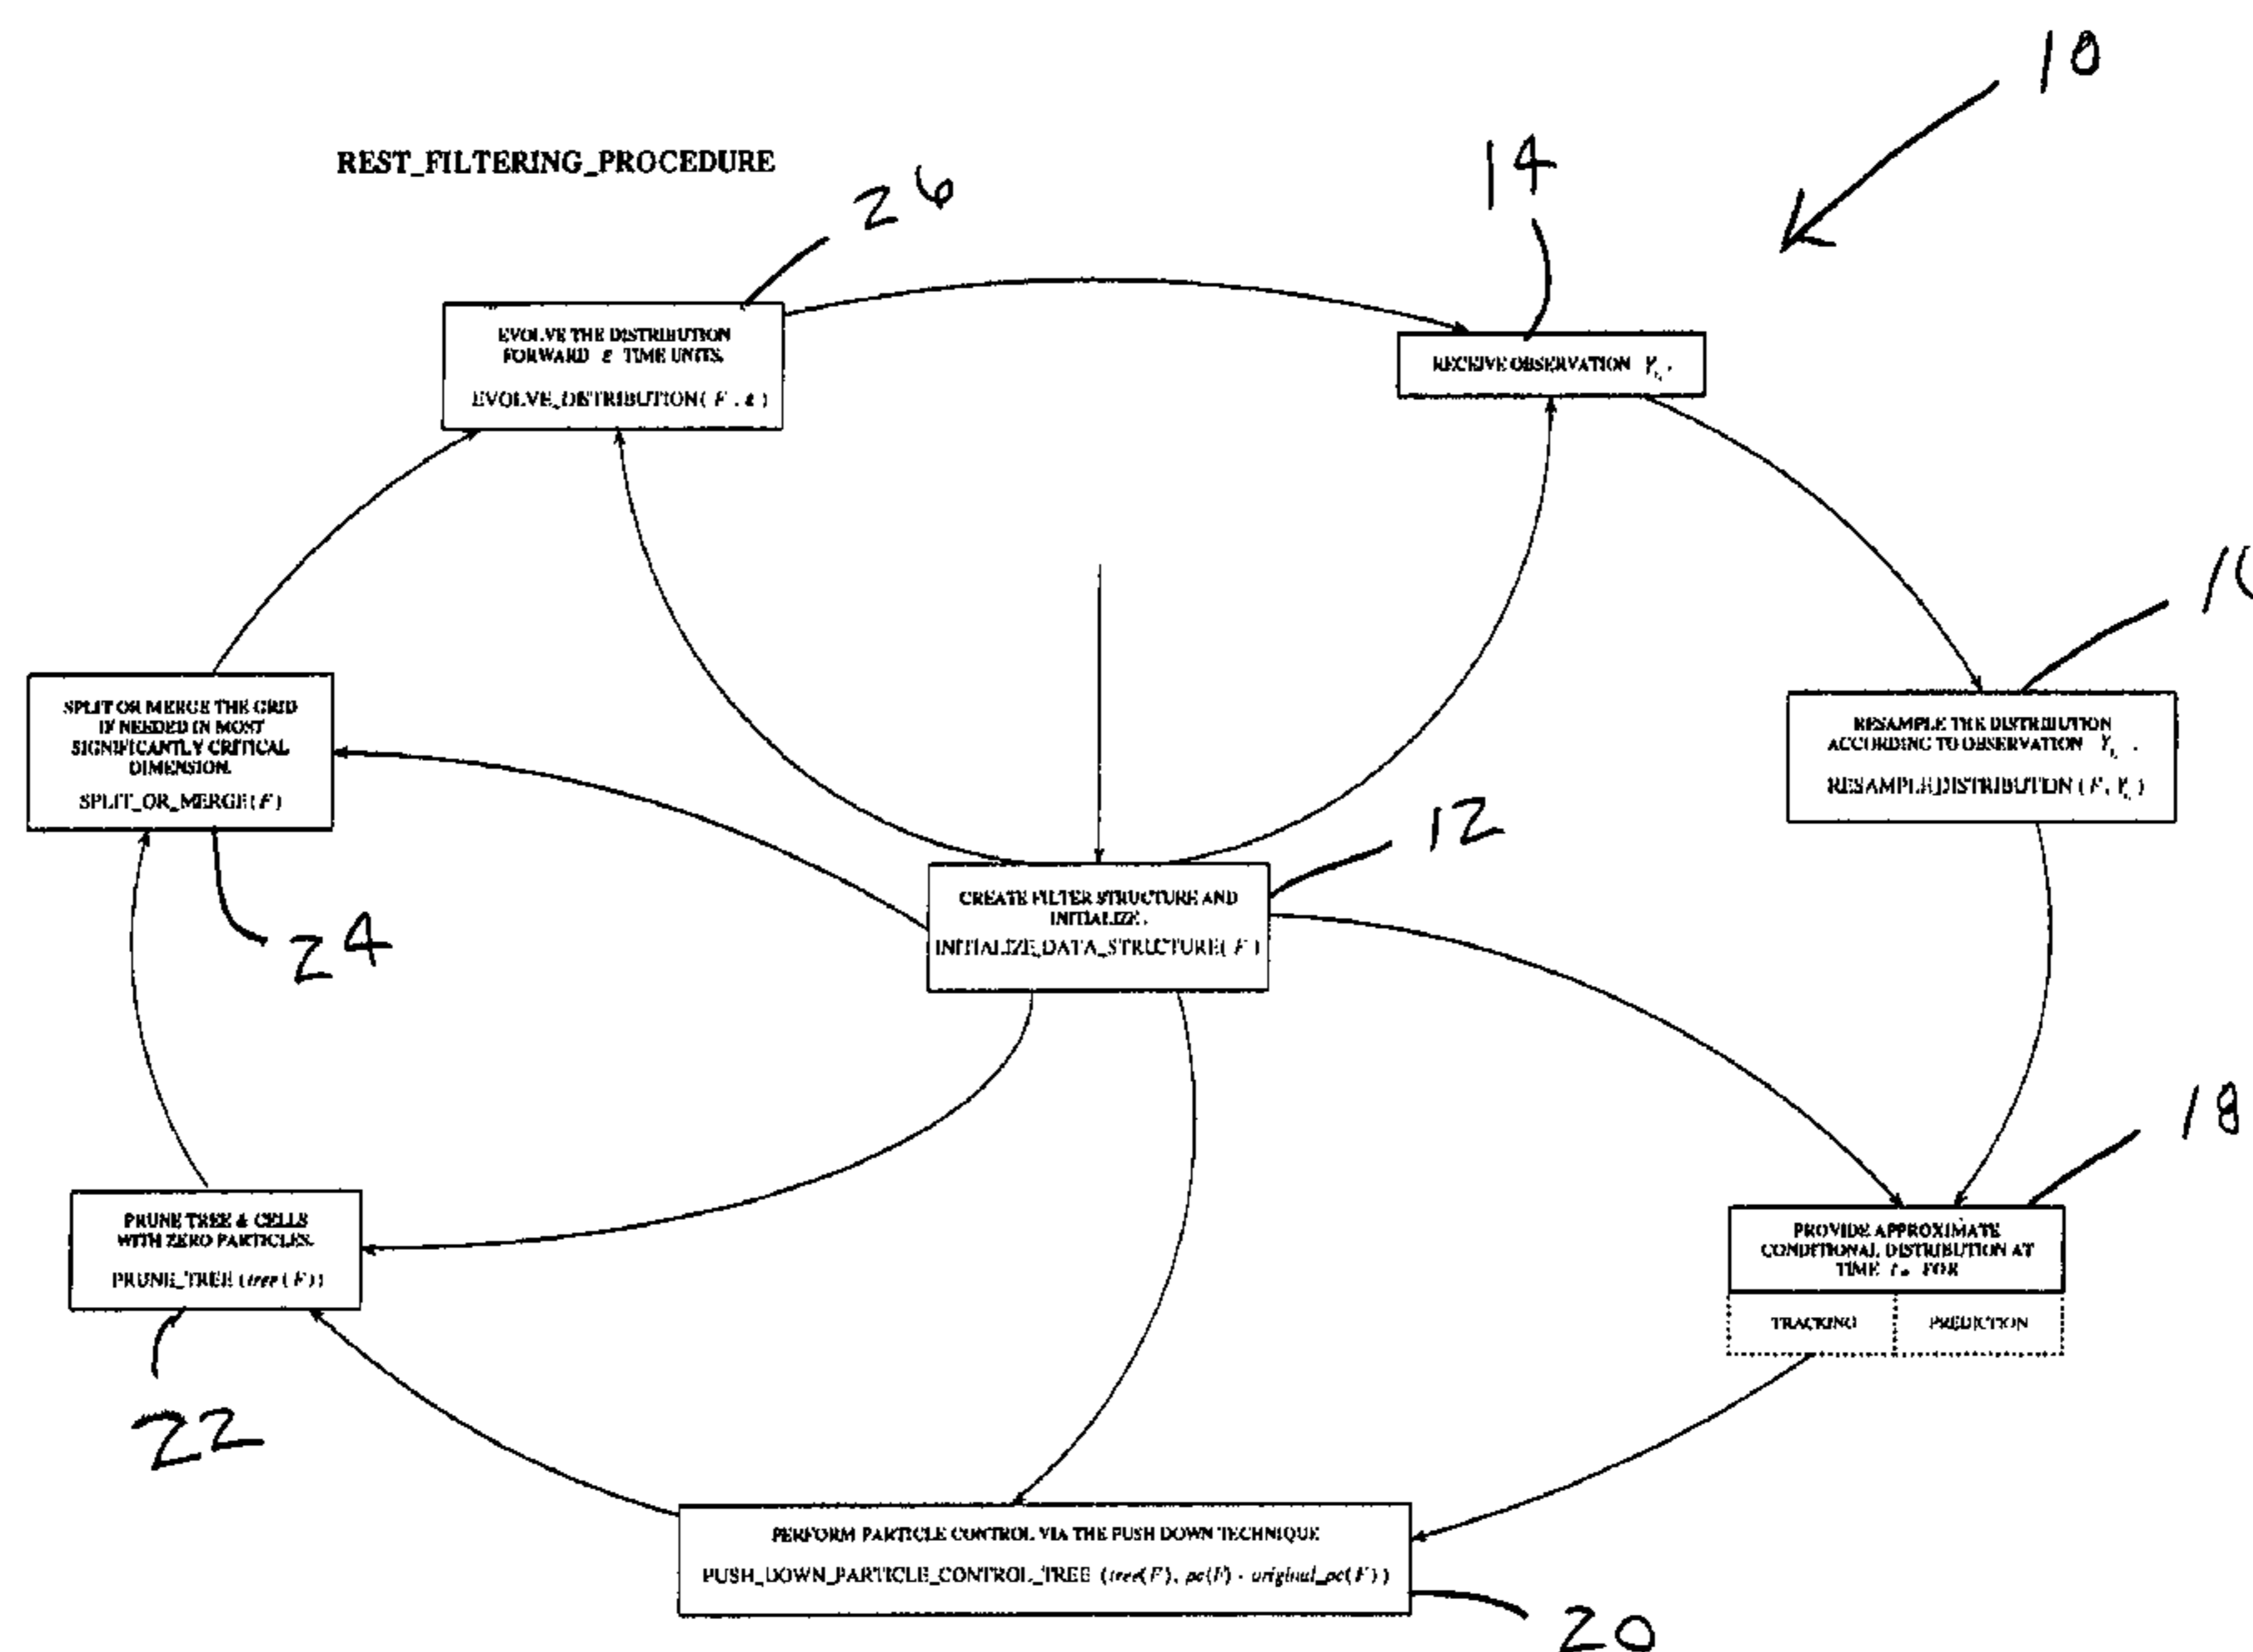 10
REST_FILTERING_PROCEDURE
26
14
EVOLVE THE DISTRIBUTION
FORWARD ε TIME UNITS.
EVOLVE_DISTRIBUTION( F , ε )
RECEIVE OBSERVATION
SPLIT OR MERGE THE GRID
IF NEEDED IN MOST
SIGNIFICANTLY CRITICAL
DIMENSION.
SPLIT_OR_MERGE(F)
24
RESAMPLE THE DISTRIBUTION
ACCORDING TO OBSERVATION
RESAMPLE_DISTRIBUTION ( F,
12
CREATE FILTER STRUCTURE AND
INITIALIZE.
INITIALIZE_DATA_STRUCTURE( F )
18
PRUNE TREE & CELLS
WITH ZERO PARTICLES.
PRUNE_TREE (tree( F ))
22
PROVIDE APPROXIMATE
CONDITIONAL DISTRIBUTION AT
TIME FOR
TRACKING PREDICTION
PERFORM PARTICLE CONTROL VIA THE PUSH DOWN TECHNIQUE
PUSH_DOWN_PARTICLE_CONTROL_TREE (tree(F), pc(F) - original_pc(F) )
20